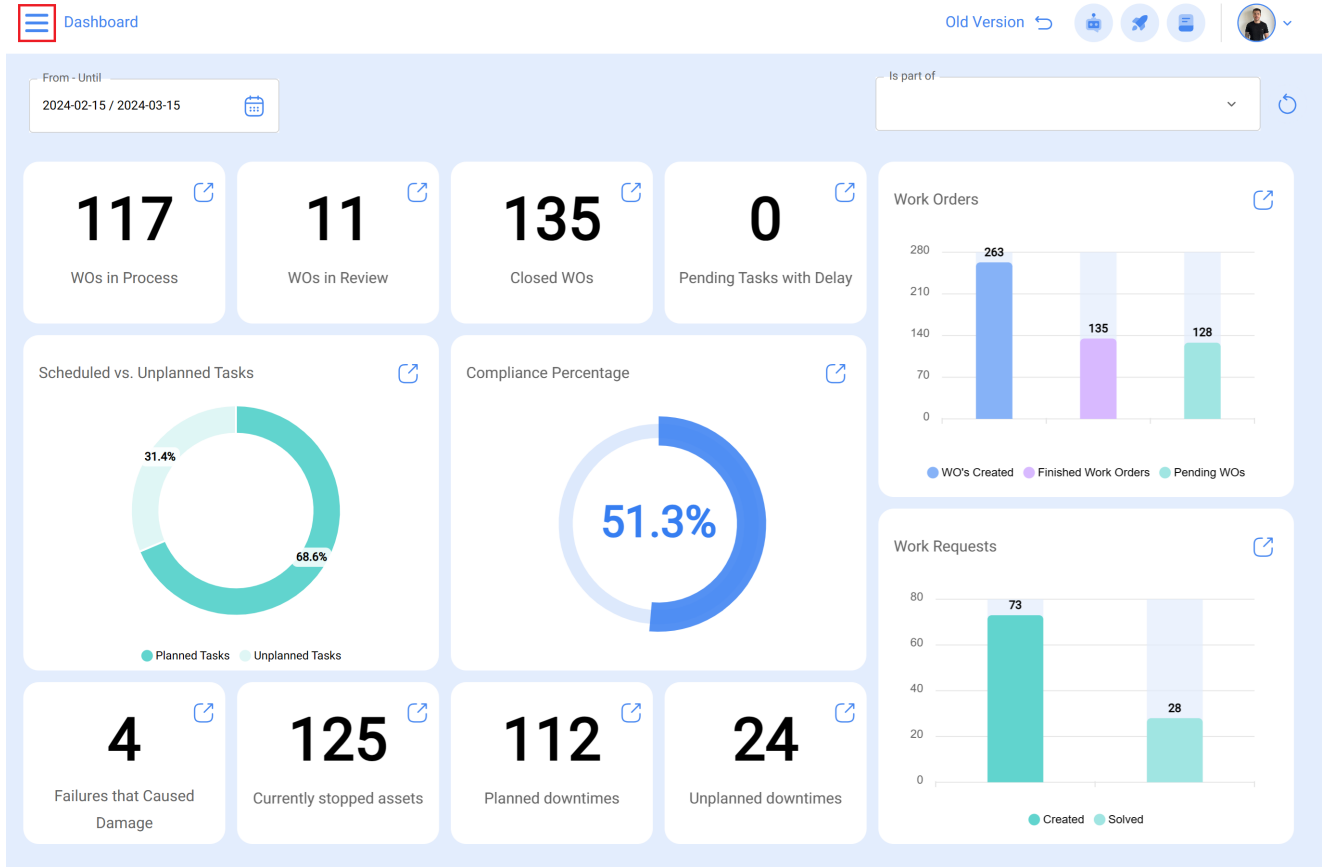 Dashboard
Old Version
From - Until
2024-02-15 / 2024-03-15
Is part of
117
WOs in Process
11
WOs in Review
135
Closed WOs
0
Pending Tasks with Delay
Work Orders
280
210
140
70
0
263
135
128
WO's Created
Finished Work Orders
Pending WOs
Scheduled vs. Unplanned Tasks
31.4%
68.6%
Planned Tasks
Unplanned Tasks
Compliance Percentage
51.3%
Work Requests
80
60
40
20
0
73
28
Created
Solved
4
Failures that Caused
Damage
125
Currently stopped assets
112
Planned downtimes
24
Unplanned downtimes